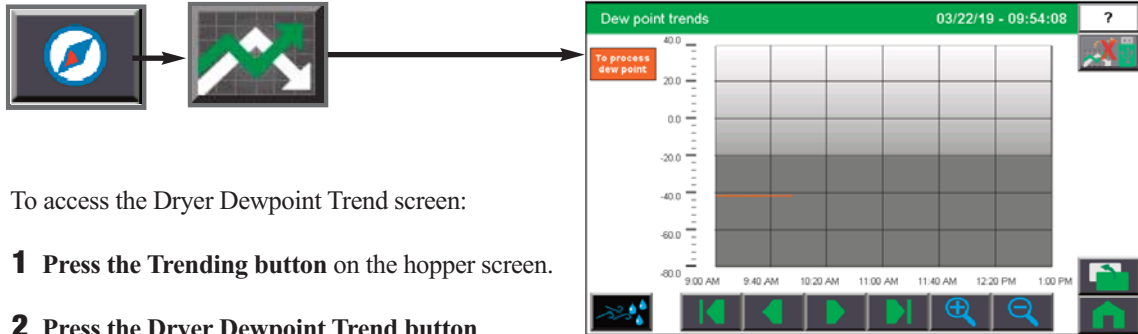 Dew point trends 03/22/19 - 09:54:08 ?
To process
dew point
40.0
20.0
0.0
-20.0
-40.0
-60.0
-80.0
9:00 AM 9:40 AM 10:20 AM 11:00 AM 11:40 AM 12:20 PM 1:00 PM
To access the Dryer Dewpoint Trend screen:
1 Press the Trending button on the hopper screen.
2 Press the Dryer Dewpoint Trend button